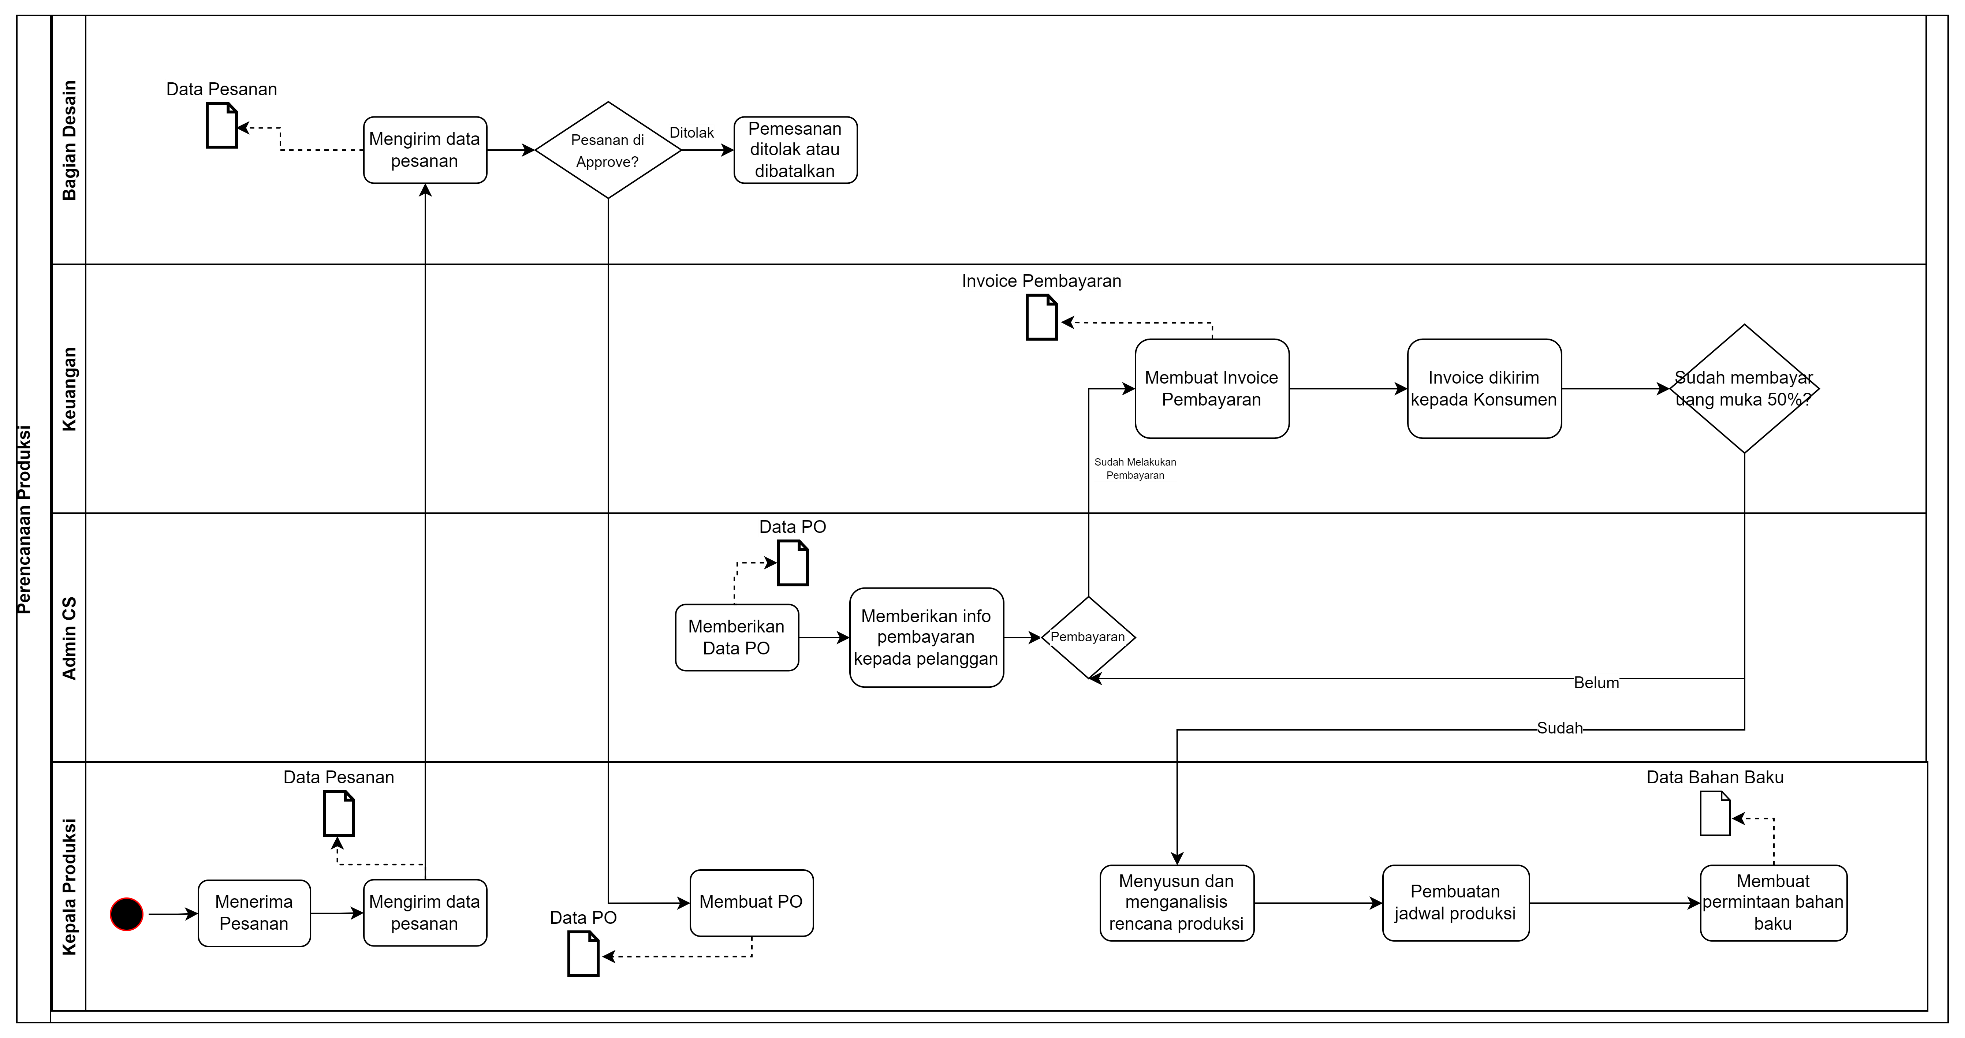 Perencanaan Produksi
Bagian Desain
Data Pesanan
Mengirim data
pesanan
Pesanan di
Approve?
Ditolak
Pemesanan
ditolak atau
dibatalkan
Keuangan
Invoice Pembayaran
Membuat Invoice
Pembayaran
Invoice dikirim
kepada Konsumen
Sudah membayar
uang muka 50%?
Sudah Melakukan
Pembayaran
Admin CS
Data PO
Memberikan
Data PO
Memberikan info
pembayaran
kepada pelanggan
Pembayaran
Belum
Sudah
Kepala Produksi
Data Pesanan
Menerima
Pesanan
Mengirim data
pesanan
Data PO
Membuat PO
Menyusun dan
menganalisis
rencana produksi
Pembuatan
jadwal produksi
Data Bahan Baku
Membuat
permintaan bahan
baku